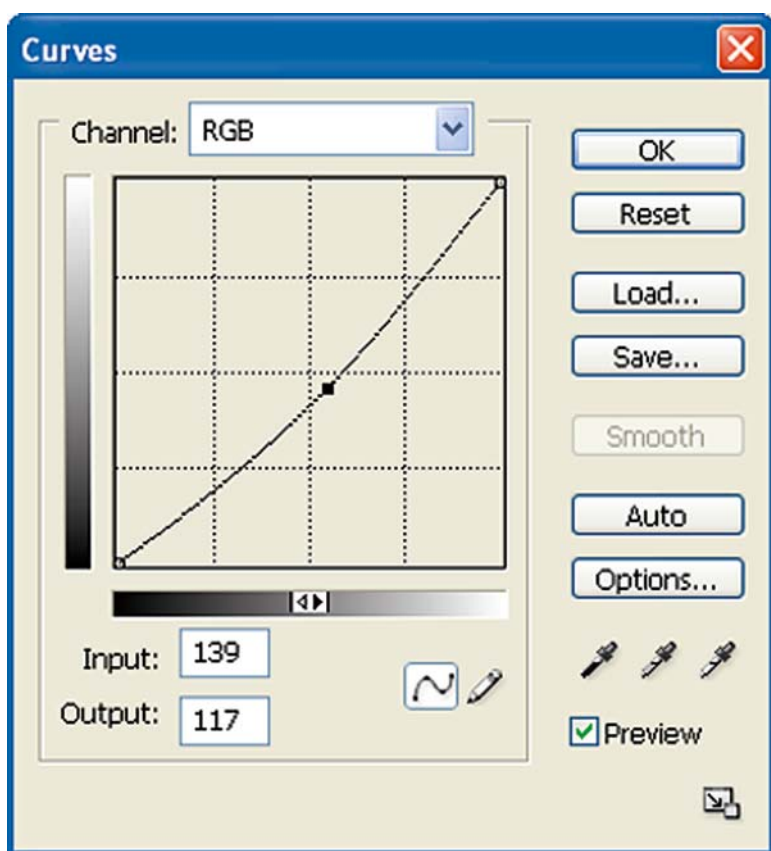 Curves
Channel: RGB
OK
Reset
Load...
Save...
Smooth
Auto
Options...
Input: 139
Output: 117
Preview